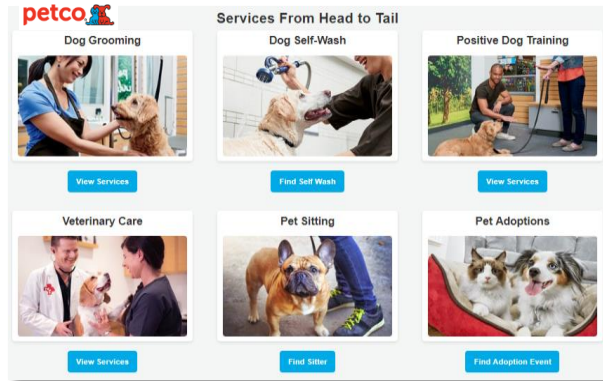 petco
Services From Head to Tail
Dog Grooming
Dog Self-Wash
Positive Dog Training
View Services
Find Self Wash
View Services
Veterinary Care
Pet Sitting
Pet Adoptions
View Services
Find Sitter
Find Adoption Event